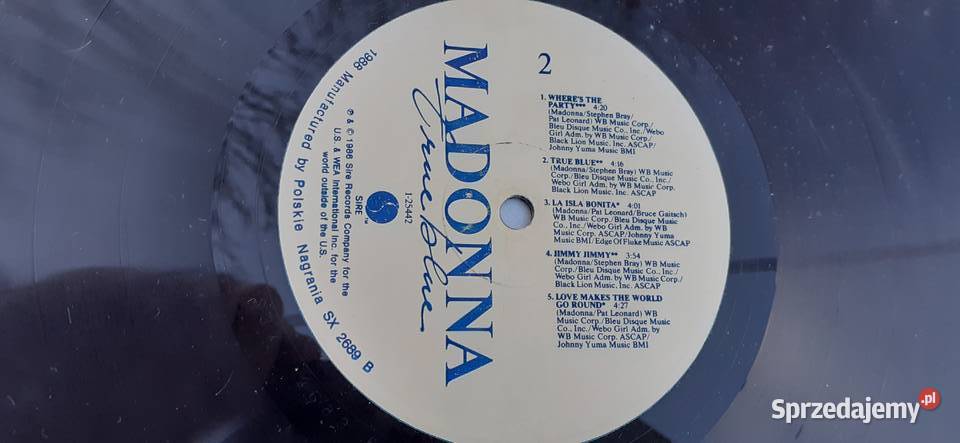 MADONNA
True Blue
2
1. WHERE'S THE
PARTY*** 4:20
(Madonna/Stephen Bray/
Pat Leonard) WB Music Corp./
Bleu Disque Music Co., Inc./Webo
Girl Adm. by WB Music Corp./
Black Lion Music, Inc. ASCAP/
Johnny Yuma Music BMI
2. TRUE BLUE** 4:16
(Madonna/Stephen Bray) WB Music
Corp./Bleu Disque Music Co., Inc./
Webo Girl Adm. by WB Music Corp./
Black Lion Music, Inc. ASCAP
3. LA ISLA BONITA* 4:01
(Madonna/Pat Leonard/Bruce Gaitsch)
WB Music Corp./Bleu Disque Music
Co., Inc./Webo Girl Adm. by WB
Music Corp. ASCAP/Johnny Yuma
Music BMI/Edge Of Fluke Music ASCAP
4. JIMMY JIMMY** 3:54
(Madonna/Stephen Bray) WB Music
Corp./Bleu Disque Music Co., Inc./
Webo Girl Adm. by WB Music Corp./
Black Lion Music, Inc. ASCAP
5. LOVE MAKES THE WORLD
GO ROUND* 4:27
(Madonna/Pat Leonard) WB
Music Corp./Bleu Disque Music
Co., Inc./Webo Girl Adm. by
WB Music Corp. ASCAP/
Johnny Yuma Music BMI
1-25442
SIRE™
℗ & © 1986 Sire Records Company for the
U.S. & WEA International Inc. for the
world outside of the U.S.
1988 Manufactured by Polskie Nagrania SX 2689 B
Sprzedajemy.pl